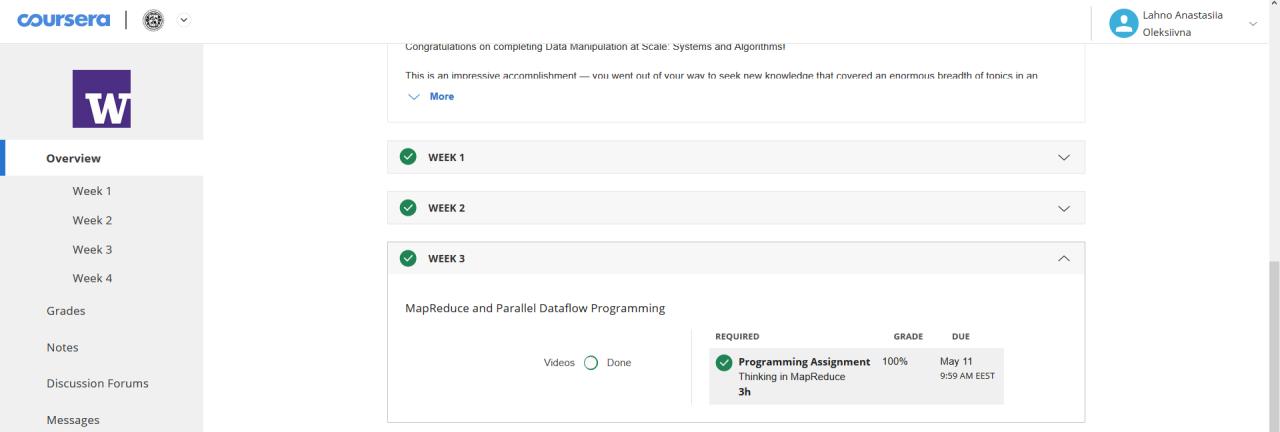 coursera
Lahno Anastasiia
Oleksiivna
W
Overview
Week 1
Week 2
Week 3
Week 4
Grades
Notes
Discussion Forums
Messages
Congratulations on completing Data Manipulation at Scale: Systems and Algorithms!
This is an impressive accomplishment — you went out of your way to seek new knowledge that covered an enormous breadth of topics in an
More
WEEK 1
WEEK 2
WEEK 3
MapReduce and Parallel Dataflow Programming
Videos Done
REQUIRED GRADE DUE
Programming Assignment 100% May 11
Thinking in MapReduce 9:59 AM EEST
3h